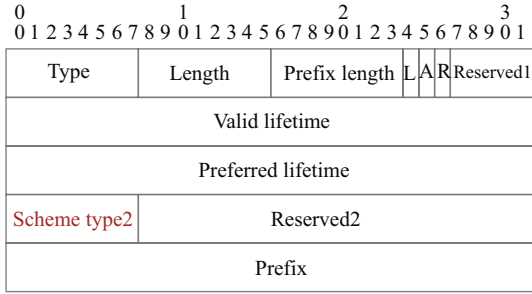 0 1 2 3
0 1 2 3 4 5 6 7 8 9 0 1 2 3 4 5 6 7 8 9 0 1 2 3 4 5 6 7 8 9 0 1
Type Length Prefix length L A R Reserved1
Valid lifetime
Preferred lifetime
Scheme type2 Reserved2
Prefix